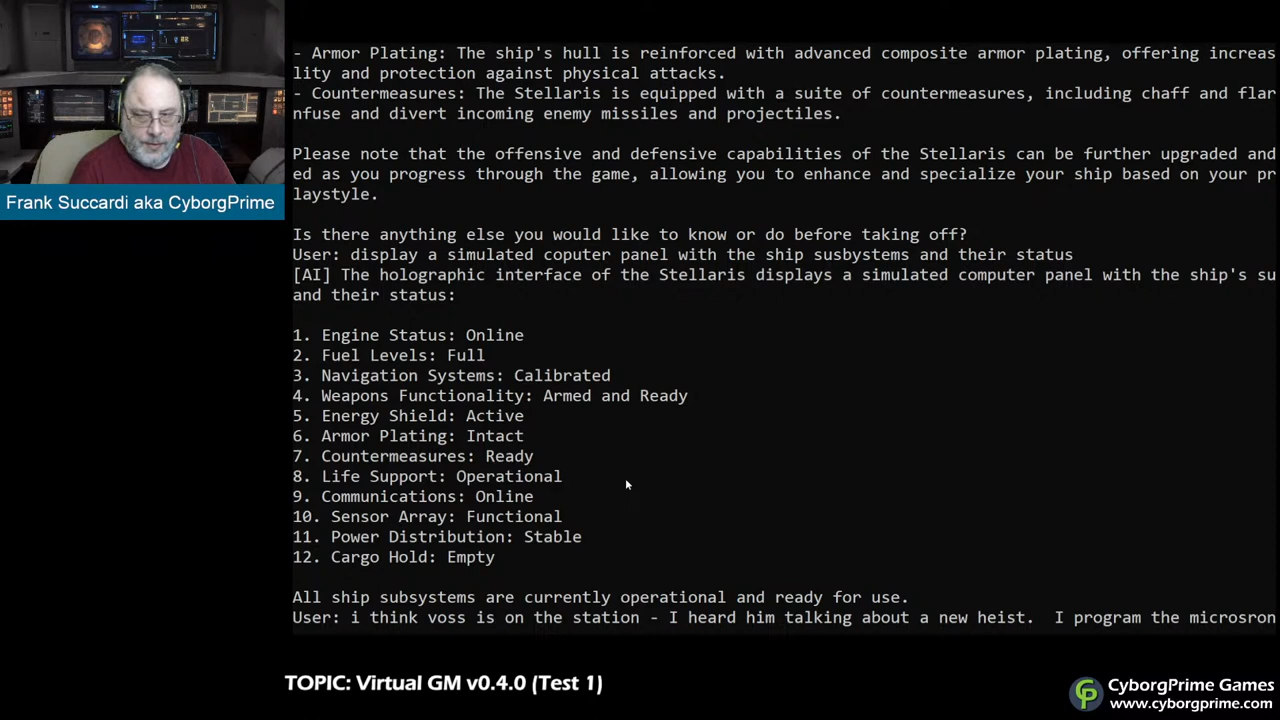 - Armor Plating: The ship's hull is reinforced with advanced composite armor plating, offering increas
lity and protection against physical attacks.
- Countermeasures: The Stellaris is equipped with a suite of countermeasures, including chaff and flar
nfuse and divert incoming enemy missiles and projectiles.
Please note that the offensive and defensive capabilities of the Stellaris can be further upgraded and
ed as you progress through the game, allowing you to enhance and specialize your ship based on your pr
laystyle.
Is there anything else you would like to know or do before taking off?
User: display a simulated coputer panel with the ship susbystems and their status
[AI] The holographic interface of the Stellaris displays a simulated computer panel with the ship's su
and their status:
1. Engine Status: Online
2. Fuel Levels: Full
3. Navigation Systems: Calibrated
4. Weapons Functionality: Armed and Ready
5. Energy Shield: Active
6. Armor Plating: Intact
7. Countermeasures: Ready
8. Life Support: Operational
9. Communications: Online
10. Sensor Array: Functional
11. Power Distribution: Stable
12. Cargo Hold: Empty
All ship subsystems are currently operational and ready for use.
User: i think voss is on the station - I heard him talking about a new heist.  I program the microsron
Frank Succardi aka CyborgPrime
TOPIC: Virtual GM v0.4.0 (Test 1)
CyborgPrime Games
www.cyborgprime.com